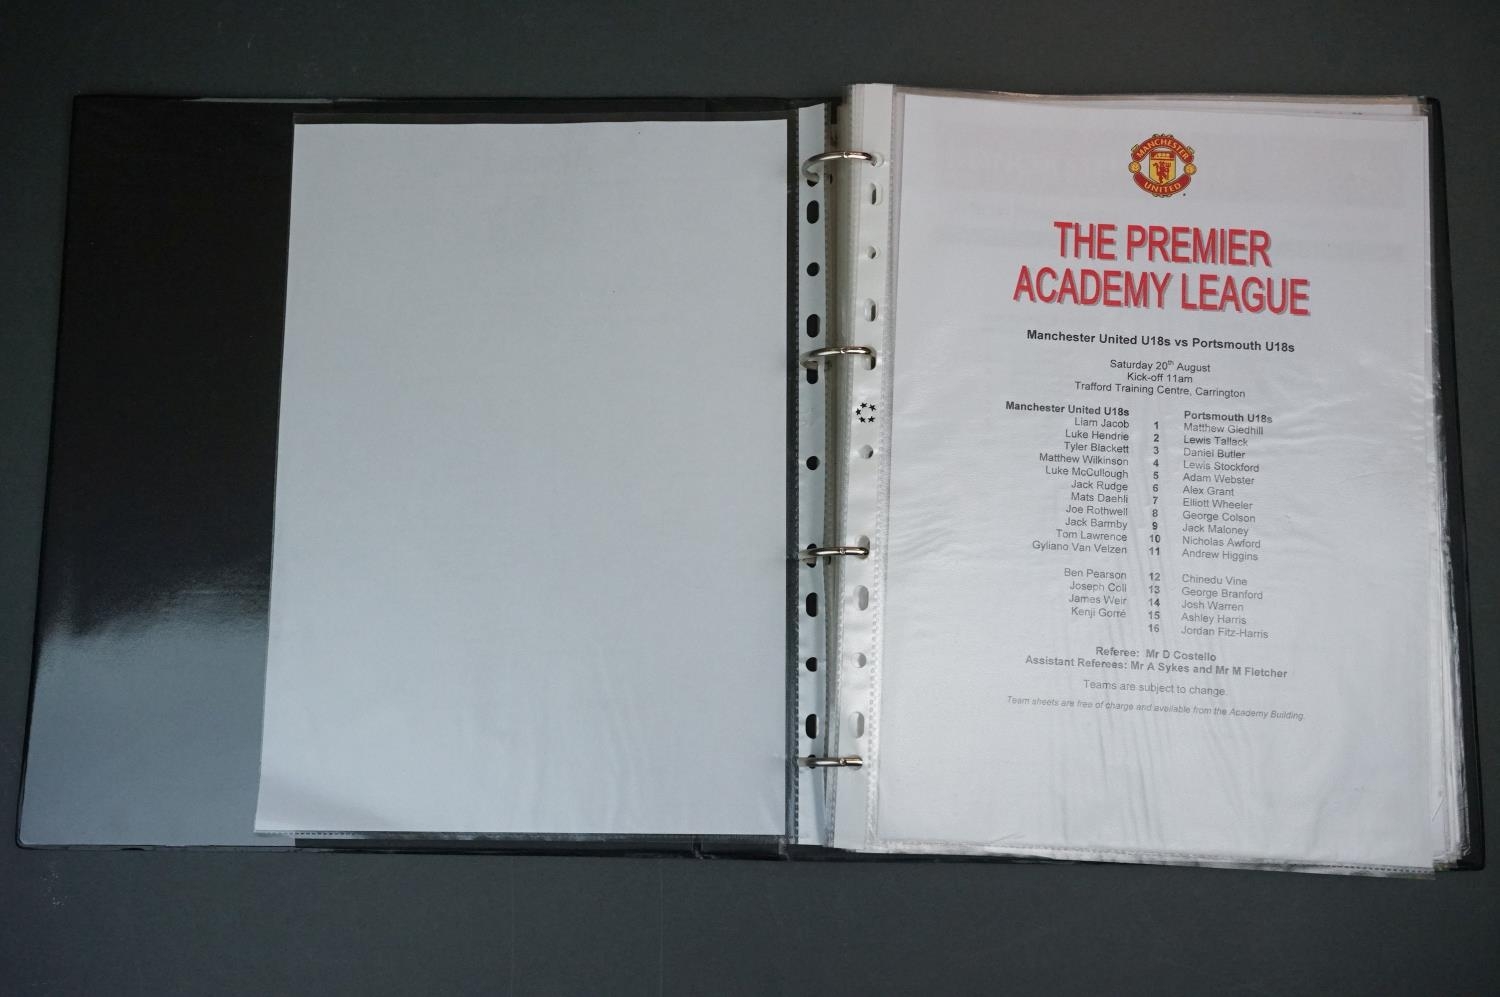 MANCHESTER
UNITED
THE PREMIER
ACADEMY LEAGUE
Manchester United U18s vs Portsmouth U18s
Saturday 20th August
Kick-off 11am
Trafford Training Centre, Carrington
Manchester United U18s Portsmouth U18s
Liam Jacob 1 Matthew Gledhill
Luke Hendrie 2 Lewis Tallack
Tyler Blackett 3 Daniel Butler
Matthew Wilkinson 4 Lewis Stockford
Luke McCullough 5 Adam Webster
Jack Rudge 6 Alex Grant
Mats Daehli 7 Elliott Wheeler
Joe Rothwell 8 George Colson
Jack Barmby 9 Jack Maloney
Tom Lawrence 10 Nicholas Awford
Gyliano Van Velzen 11 Andrew Higgins
Ben Pearson 12 Chinedu Vine
Joseph Coll 13 George Branford
James Weir 14 Josh Warren
Kenji Gorré 15 Ashley Harris
16 Jordan Fitz-Harris
Referee: Mr D Costello
Assistant Referees: Mr A Sykes and Mr M Fletcher
Teams are subject to change.
Team sheets are free of charge and available from the Academy Building.